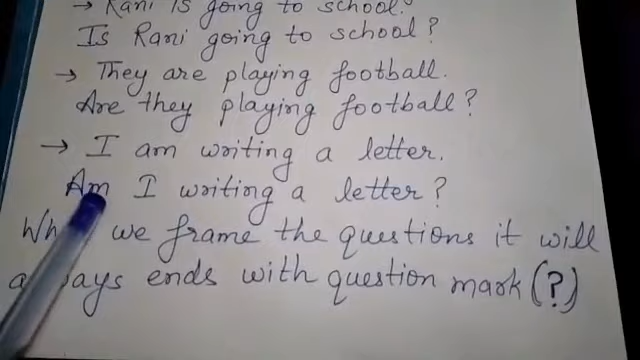 → Rani is going to school.
Is Rani going to school?
→ They are playing football.
Are they playing football?
→ I am writing a letter.
Am I writing a letter?
we frame the questions it will
ends with question mark (?)